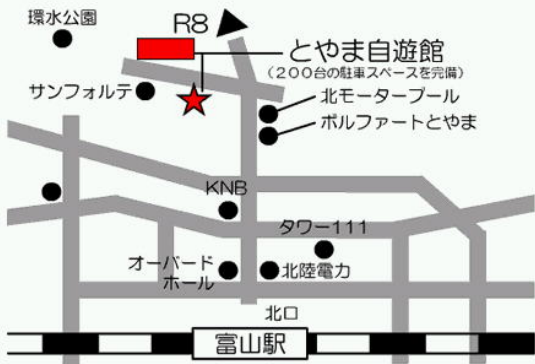 環水公園
R8
とやま自遊館
(200台の駐車スペースを完備)
サンフォルテ
北モータープール
ボルファートとやま
KNB
タワー111
オーバード
ホール
北陸電力
北口
富山駅